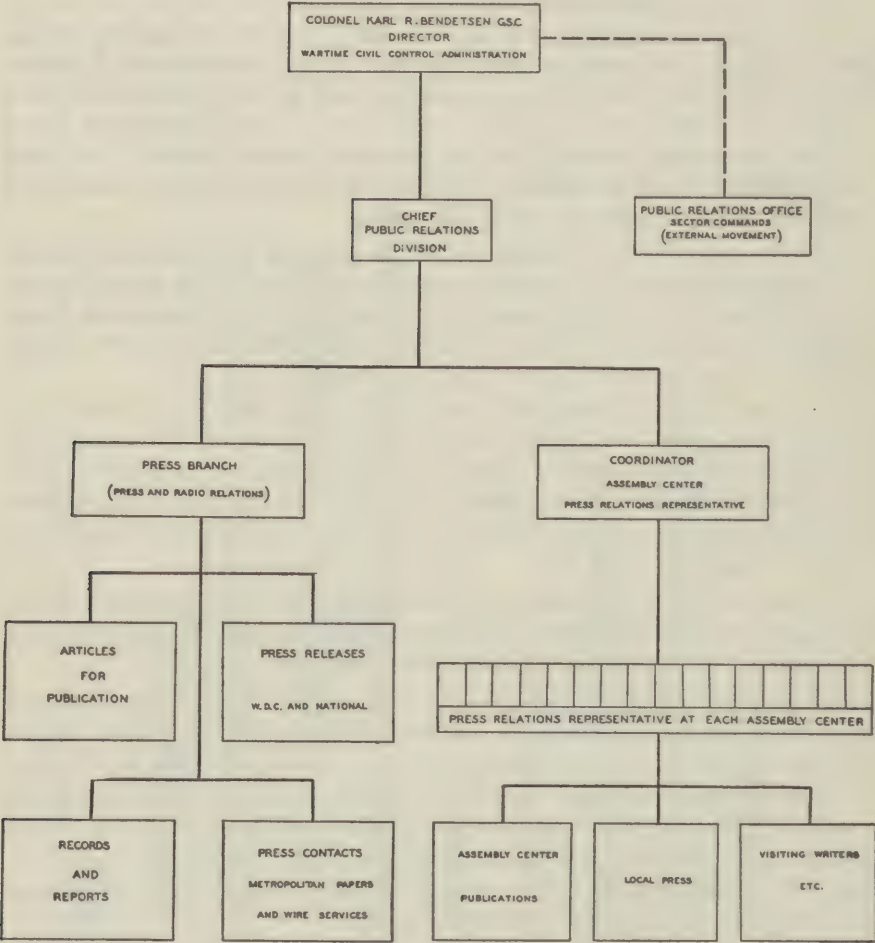 COLONEL KARL R. BENDETSEN G.S.C
DIRECTOR
WARTIME CIVIL CONTROL ADMINISTRATION
CHIEF
PUBLIC RELATIONS
DIVISION
PUBLIC RELATIONS OFFICE
SECTOR COMMANDS
(EXTERNAL MOVEMENT)
PRESS BRANCH
(PRESS AND RADIO RELATIONS)
COORDINATOR
ASSEMBLY CENTER
PRESS RELATIONS REPRESENTATIVE
ARTICLES
FOR
PUBLICATION
PRESS RELEASES
W.D.C. AND NATIONAL
PRESS RELATIONS REPRESENTATIVE AT EACH ASSEMBLY CENTER
RECORDS
AND
REPORTS
PRESS CONTACTS
METROPOLITAN PAPERS
AND WIRE SERVICES
ASSEMBLY CENTER
PUBLICATIONS
LOCAL PRESS
VISITING WRITERS
ETC.